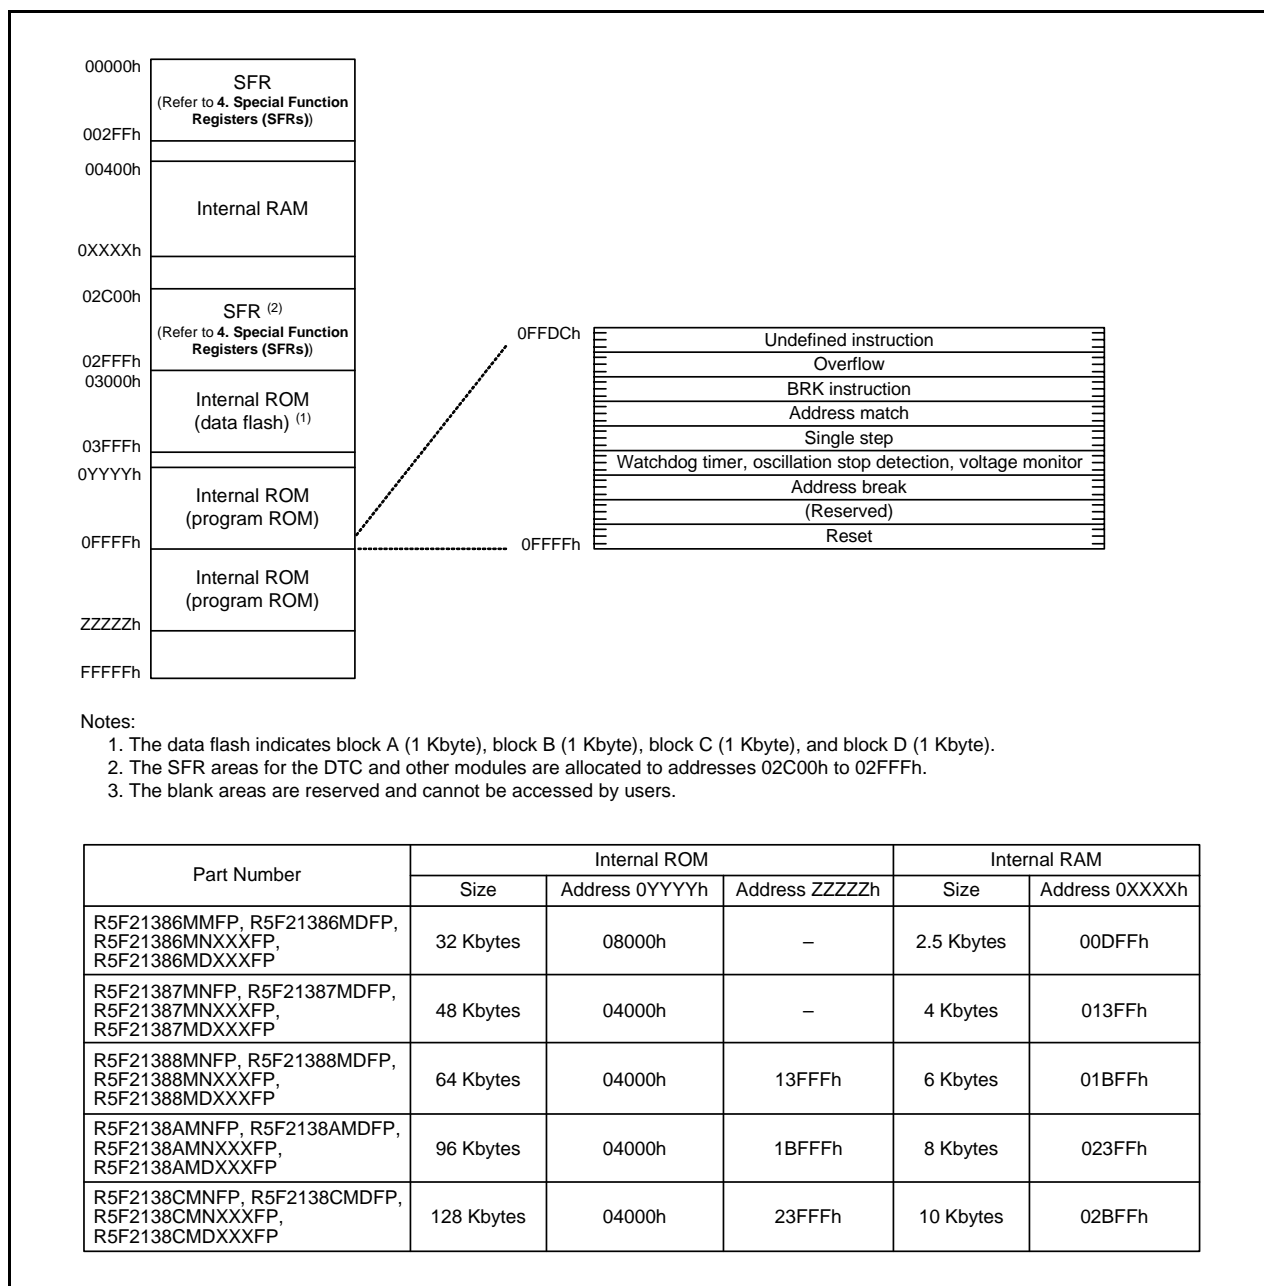 00000h
SFR
(Refer to 4. Special Function
Registers (SFRs))
002FFh
00400h
Internal RAM
0XXXXh
02C00h
SFR (2)
(Refer to 4. Special Function
Registers (SFRs))
02FFFh
03000h
Internal ROM
(data flash) (1)
03FFFh
0YYYYh
Internal ROM
(program ROM)
0FFFFh
Internal ROM
(program ROM)
ZZZZZh
FFFFFh
0FFDCh
Undefined instruction
Overflow
BRK instruction
Address match
Single step
Watchdog timer, oscillation stop detection, voltage monitor
Address break
(Reserved)
0FFFFh
Reset
Notes:
1. The data flash indicates block A (1 Kbyte), block B (1 Kbyte), block C (1 Kbyte), and block D (1 Kbyte).
2. The SFR areas for the DTC and other modules are allocated to addresses 02C00h to 02FFFh.
3. The blank areas are reserved and cannot be accessed by users.
Part Number
Internal ROM
Internal RAM
Size
Address 0YYYYh
Address ZZZZZh
Size
Address 0XXXXh
R5F21386MMFP, R5F21386MDFP,
R5F21386MNXXXFP,
R5F21386MDXXXFP
32 Kbytes
08000h
–
2.5 Kbytes
00DFFh
R5F21387MNFP, R5F21387MDFP,
R5F21387MNXXXFP,
R5F21387MDXXXFP
48 Kbytes
04000h
–
4 Kbytes
013FFh
R5F21388MNFP, R5F21388MDFP,
R5F21388MNXXXFP,
R5F21388MDXXXFP
64 Kbytes
04000h
13FFFh
6 Kbytes
01BFFh
R5F2138AMNFP, R5F2138AMDFP,
R5F2138AMNXXXFP,
R5F2138AMDXXXFP
96 Kbytes
04000h
1BFFFh
8 Kbytes
023FFh
R5F2138CMNFP, R5F2138CMDFP,
R5F2138CMNXXXFP,
R5F2138CMDXXXFP
128 Kbytes
04000h
23FFFh
10 Kbytes
02BFFh